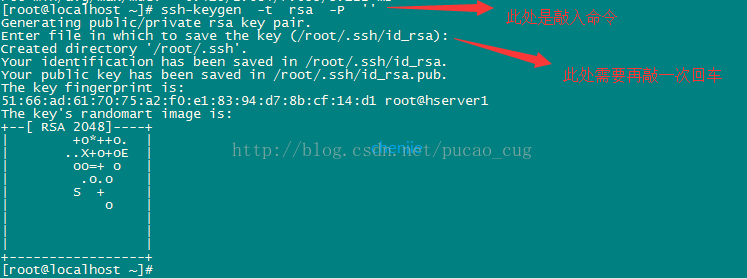 [root@localhost ~]# ssh-keygen -t rsa -P ''
此处是敲入命令
Generating public/private rsa key pair.
Enter file in which to save the key (/root/.ssh/id_rsa):
此处需要再敲一次回车
Created directory '/root/.ssh'.
Your identification has been saved in /root/.ssh/id_rsa.
Your public key has been saved in /root/.ssh/id_rsa.pub.
The key fingerprint is:
51:66:ad:61:70:75:a2:f0:e1:83:94:d7:8b:cf:14:d1 root@hserver1
The key's randomart image is:
+--[ RSA 2048]----+
|        +o*++o.  |
|       ..X+o+oE  |
|        oo=+ o   |
|         .o.o    |
|        S  +     |
|            o    |
|                 |
|                 |
|                 |
+-----------------+
http://blog.csdn.net/pucao_cug
[root@localhost ~]#